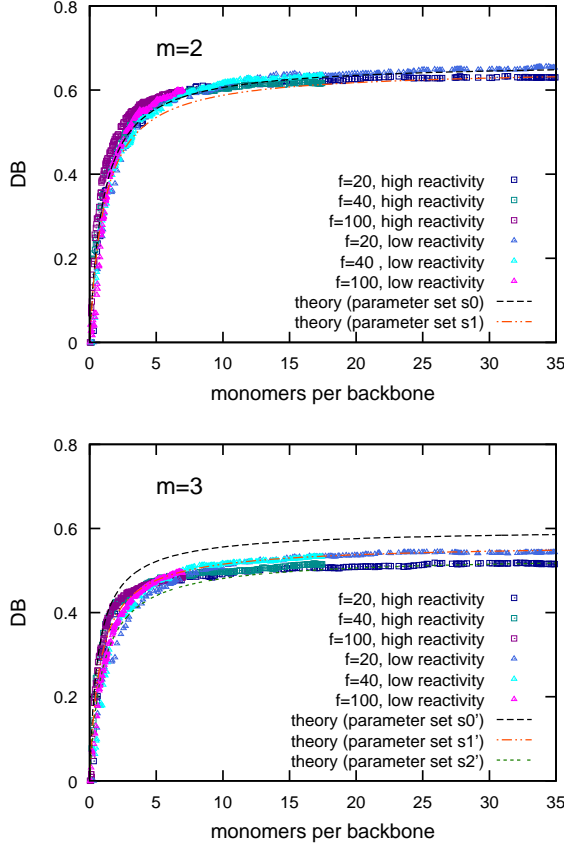 0.8
m=2
0.6
DB
0.4
f=20, high reactivity
f=40, high reactivity
f=100, high reactivity
0.2
f=20, low reactivity
f=40 , low reactivity
f=100, low reactivity
theory (parameter set s0)
theory (parameter set s1)
0
0 5 10 15 20 25 30 35
monomers per backbone
0.8
m=3
0.6
DB
0.4
f=20, high reactivity
f=40, high reactivity
f=100, high reactivity
0.2
f=20, low reactivity
f=40, low reactivity
f=100, low reactivity
theory (parameter set s0')
theory (parameter set s1')
theory (parameter set s2')
0
0 5 10 15 20 25 30 35
monomers per backbone